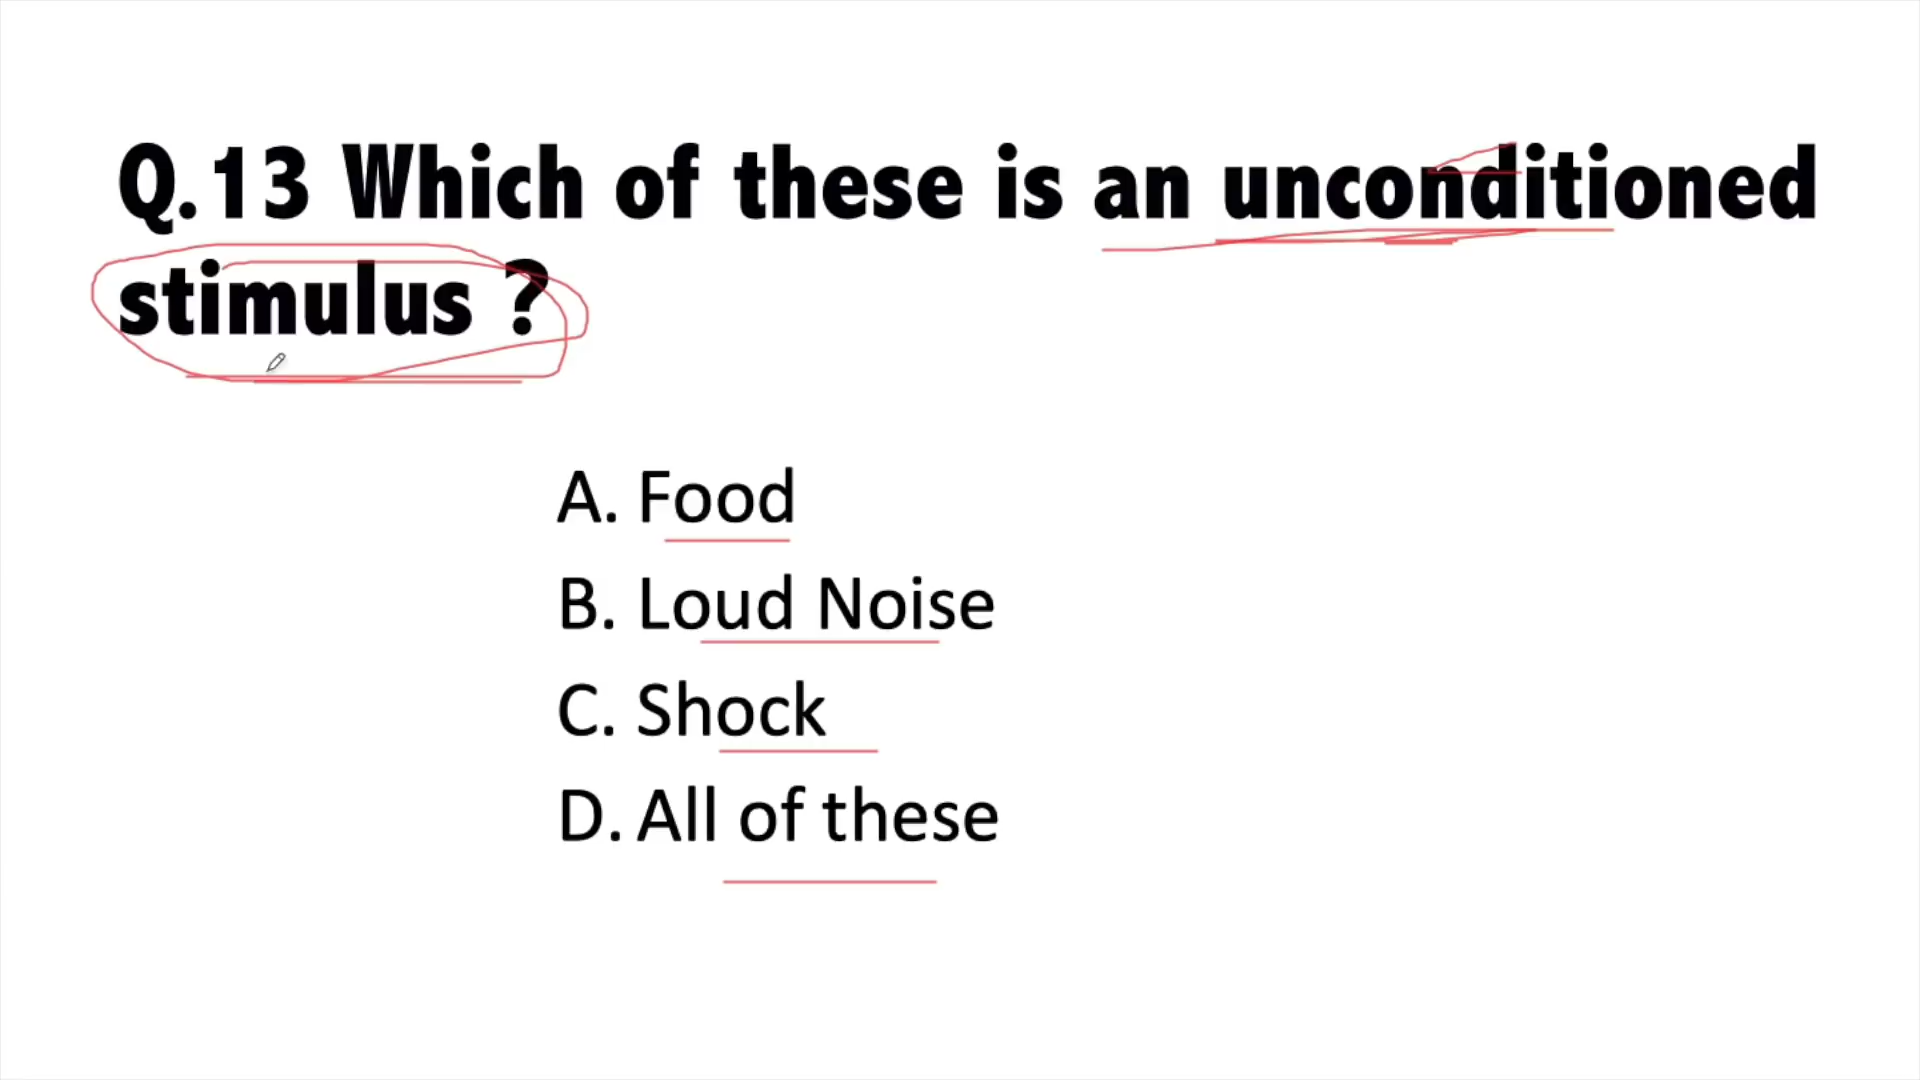 Q.13 Which of these is an unconditioned
stimulus ?
A. Food
B. Loud Noise
C. Shock
D. All of these